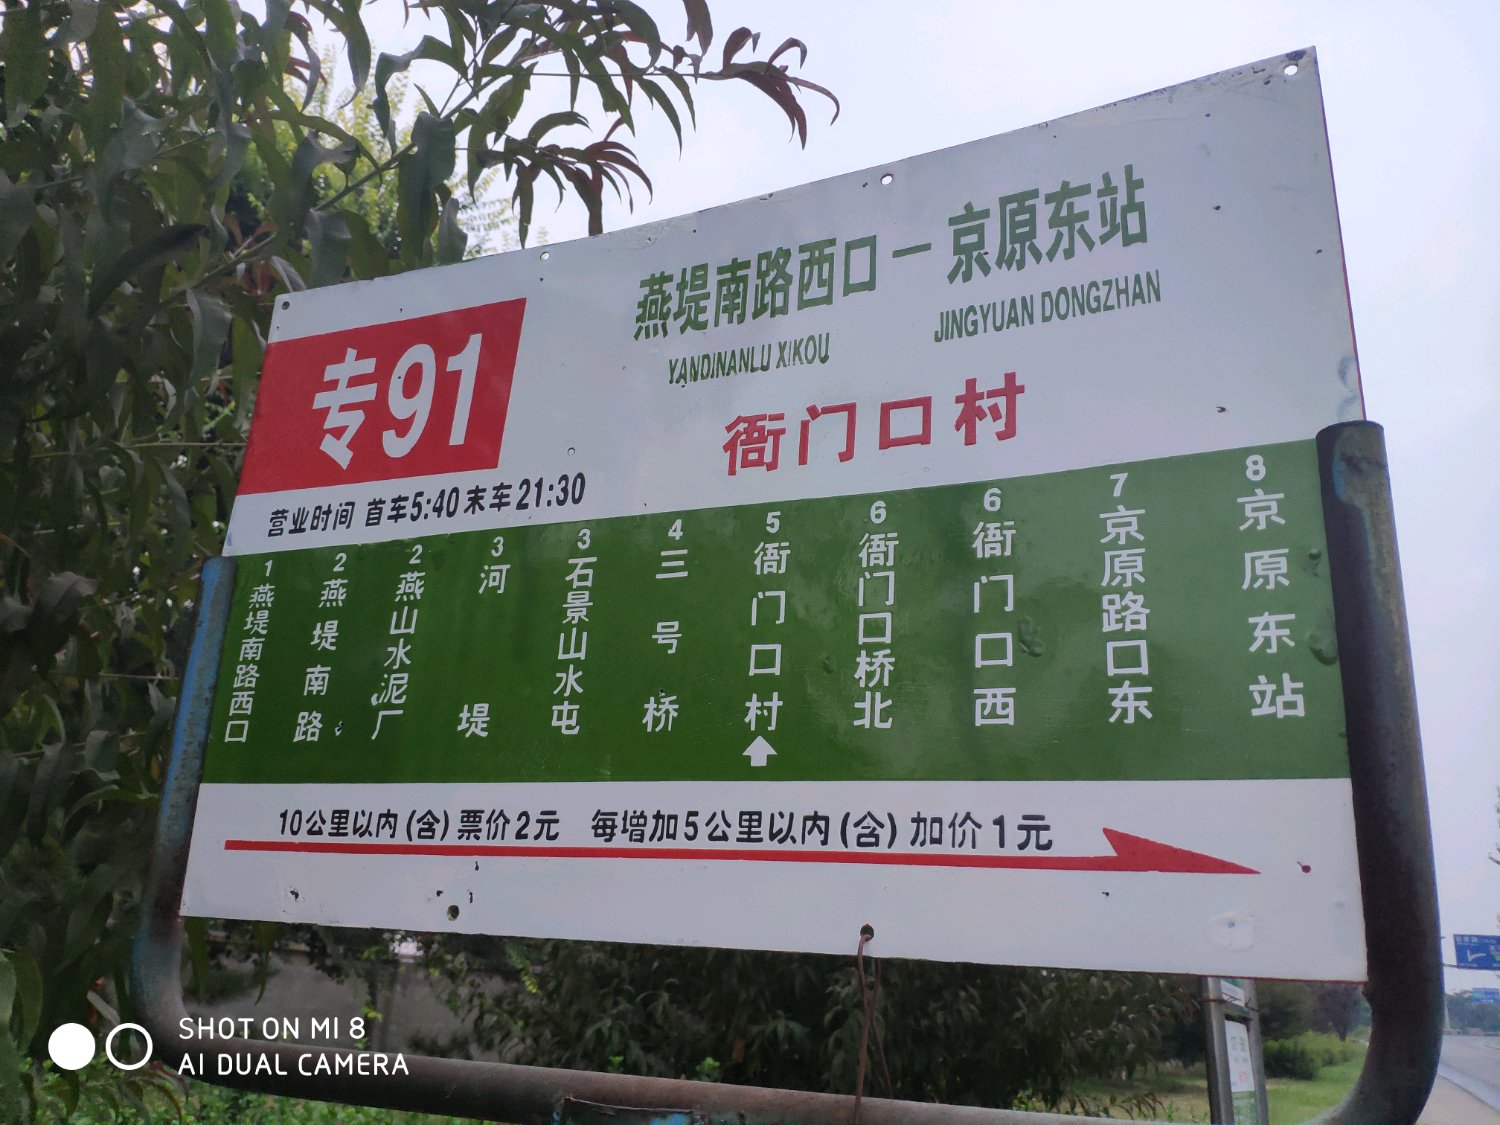 燕堤南路西口－京原东站
YANDINANLU XIKOU
JINGYUAN DONGZHAN
专91
衙门口村
营业时间 首车5:40 末车21:30
1 燕堤南路西口
2 燕堤南路
2 燕山水泥厂
3 河堤
3 石景山水屯
4 三号桥
5 衙门口村
6 衙门口桥北
6 衙门口西
7 京原路口东
8 京原东站
10公里以内(含)票价2元 每增加5公里以内(含)加价1元
SHOT ON MI 8
AI DUAL CAMERA